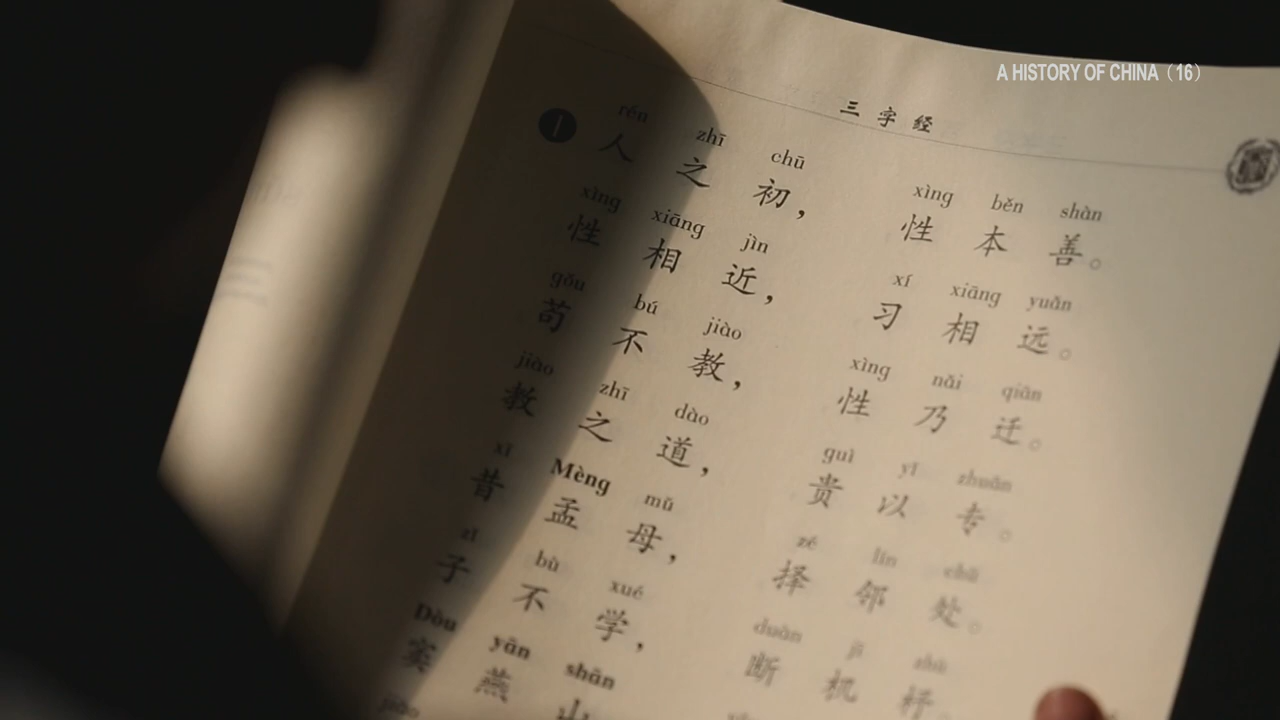 A HISTORY OF CHINA（16）
三字经
rén zhī chū xìng běn shàn
1 人之初，性本善。
xìng xiāng jìn xí xiāng yuǎn
性相近，习相远。
gǒu bú jiào xìng nǎi qiān
苟不教，性乃迁。
jiāo zhī dào guì yǐ zhuān
教之道，贵以专。
xī Mèng mǔ zé lín chǔ
昔孟母，择邻处。
zǐ bù xué duàn jī zhù
子不学，断机杼。
Dòu yān shān
窦燕山